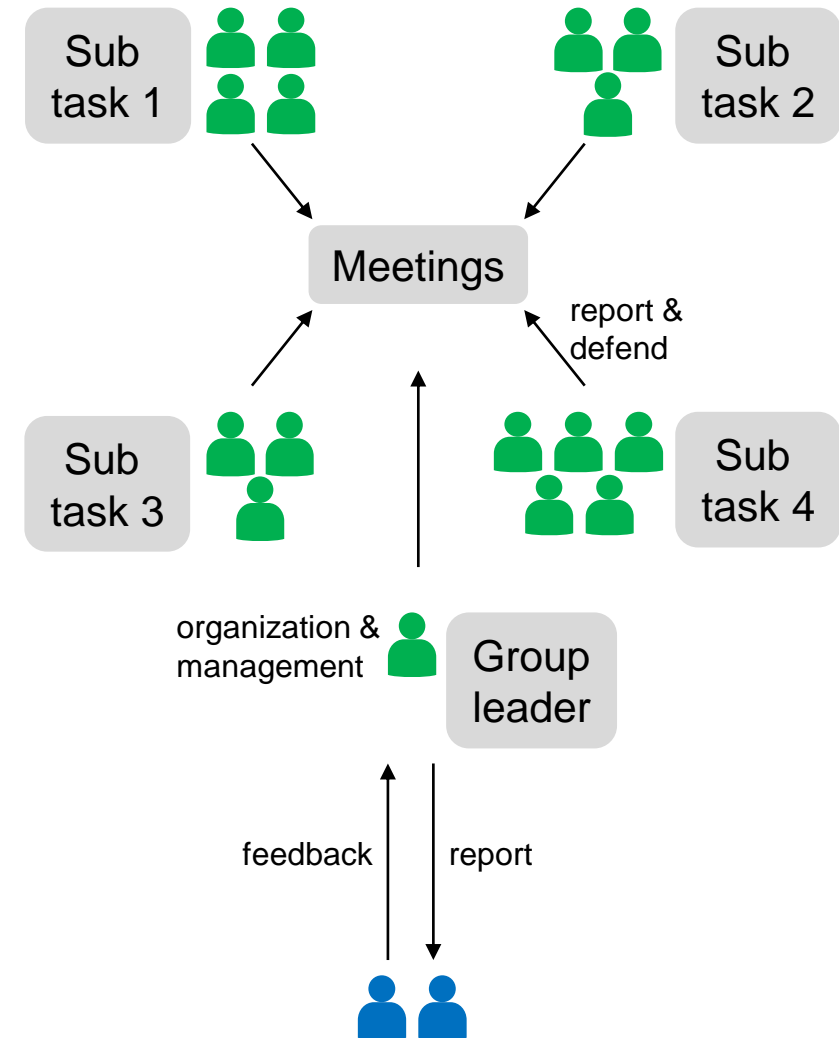 Sub
task 1
Sub
task 2
Meetings
report &
defend
Sub
task 3
Sub
task 4
organization &
management
Group
leader
feedback
report